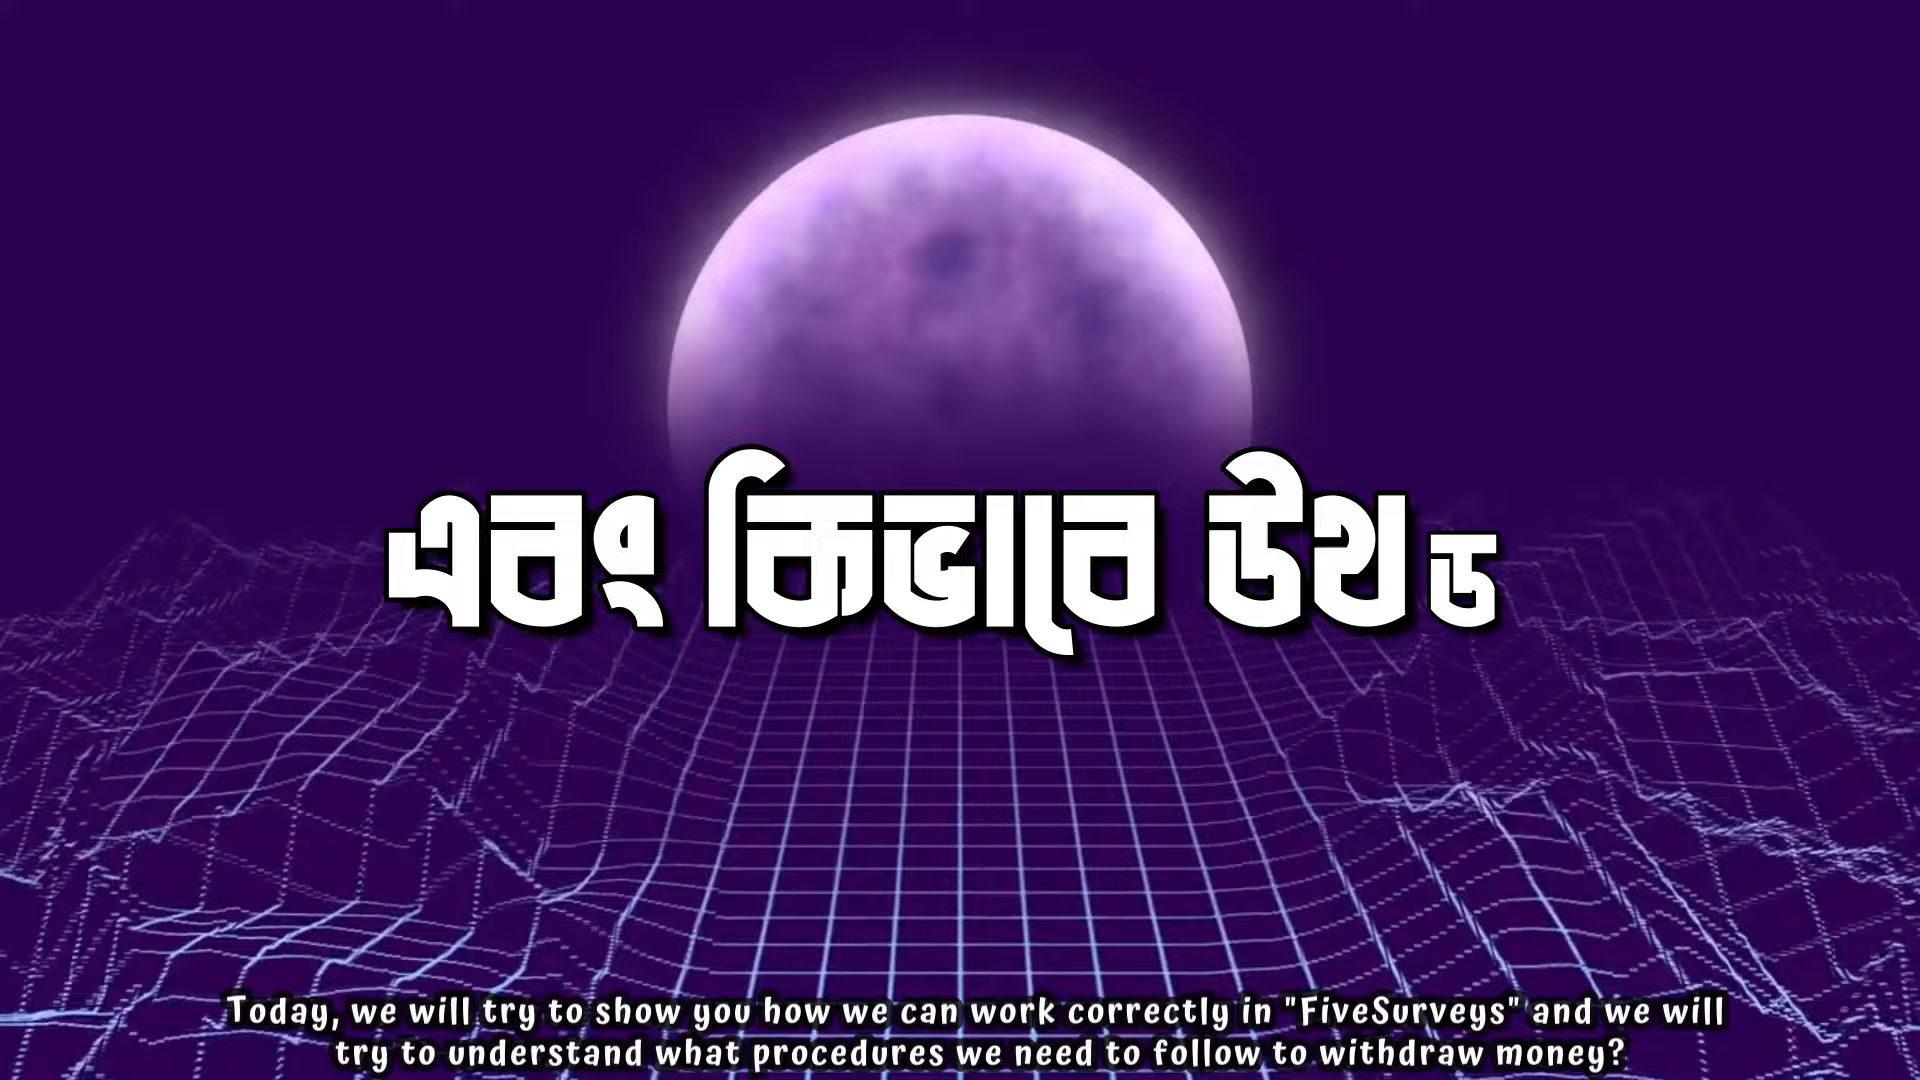 এবং কিভাবে উথ ড
Today, we will try to show you how we can work correctly in "FiveSurveys" and we will
try to understand what procedures we need to follow to withdraw money?